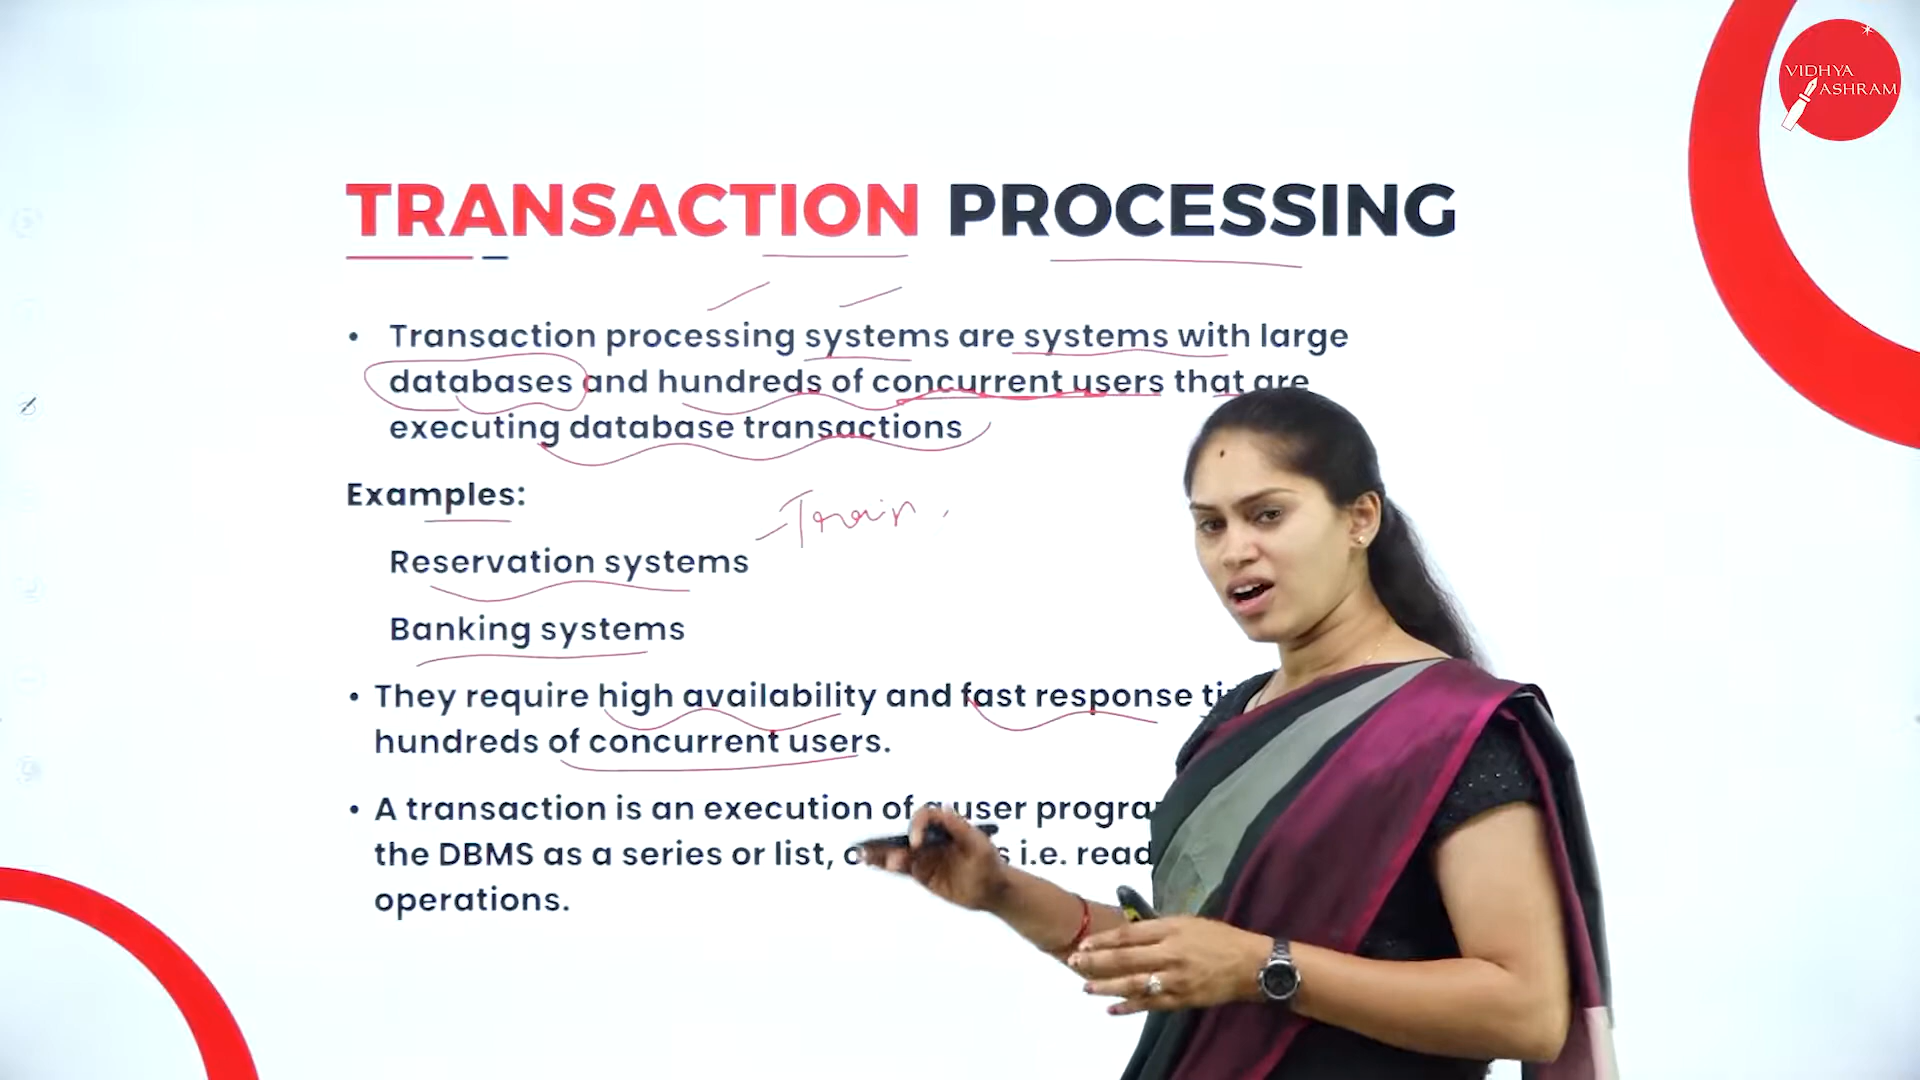 VIDHYA
ASHRAM
TRANSACTION PROCESSING
• Transaction processing systems are systems with large
databases and hundreds of concurrent users that are
executing database transactions
Examples:
Train,
Reservation systems
Banking systems
• They require high availability and fast response
hundreds of concurrent users.
• A transaction is an execution of a user
the DBMS as a series or list, i.e. read
operations.